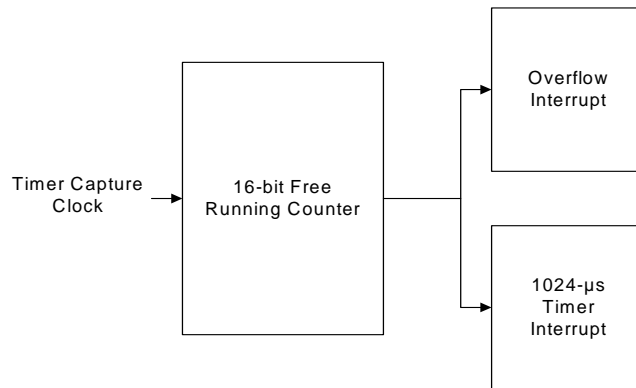 Overflow
Interrupt
Timer Capture
Clock
16-bit Free
Running Counter
1024-µs
Timer
Interrupt